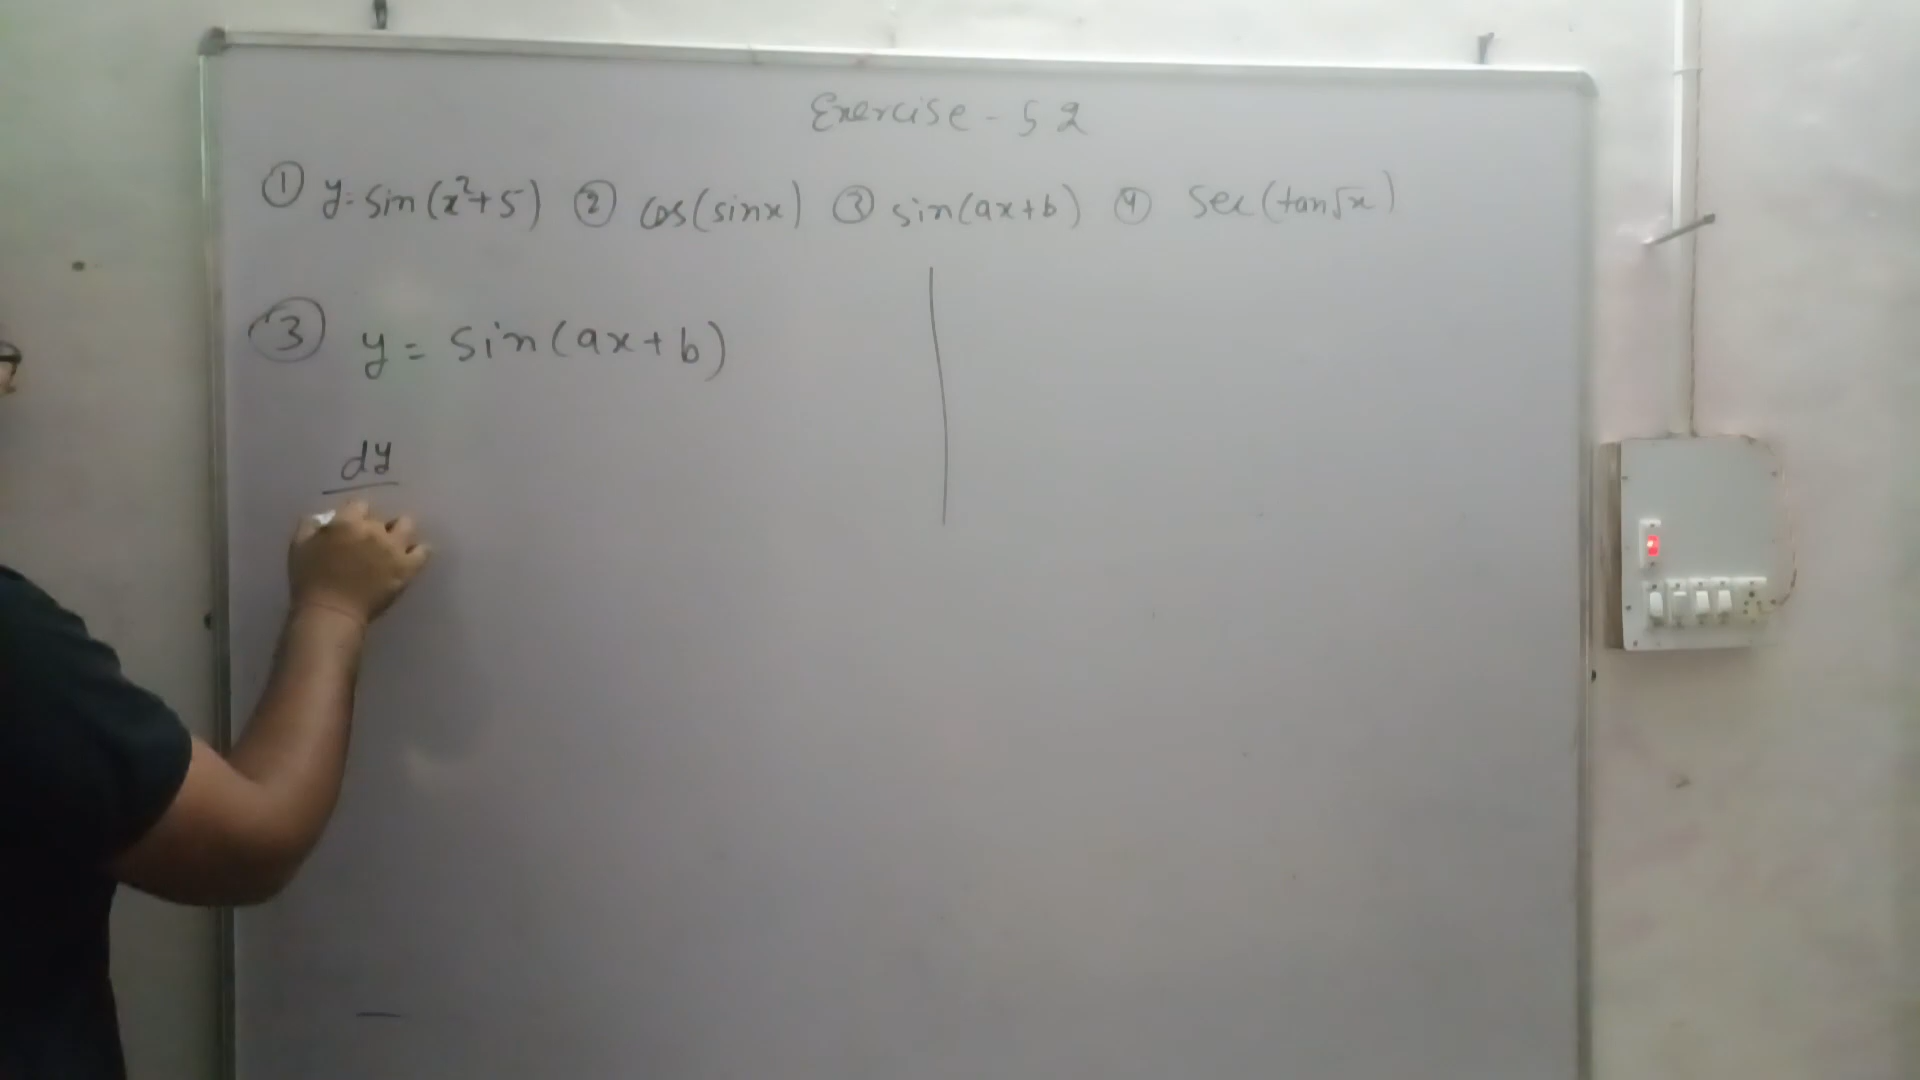 Exercise - 5 2
① y = sin(x²+5) ② cos(sinx) ③ sin(ax+b) ④ sec(tan√x)
③ y = sin(ax+b)
dy